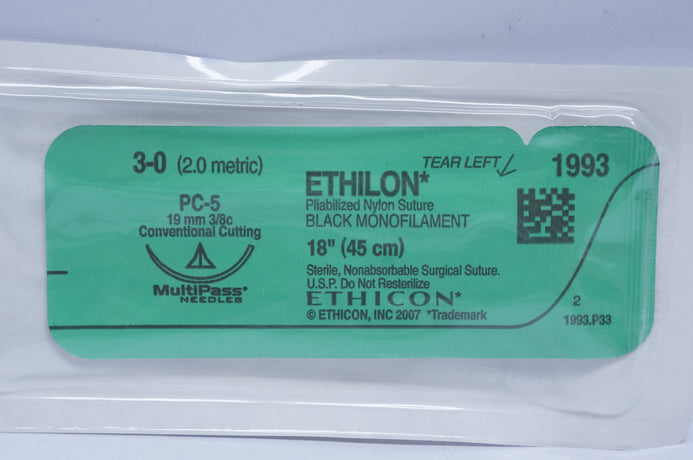 3-0 (2.0 metric)
PC-5
19 mm 3/8c
Conventional Cutting
MultiPass*
NEEDLES
TEAR LEFT
ETHILON*
Pliabilized Nylon Suture
BLACK MONOFILAMENT
18" (45 cm)
Sterile, Nonabsorbable Surgical Suture.
U.S.P. Do Not Resterilize
ETHICON*
© ETHICON, INC 2007 *Trademark
1993
2
1993.P33